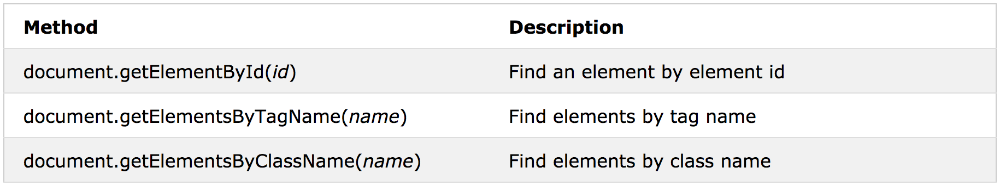 Method Description
document.getElementById(id) Find an element by element id
document.getElementsByTagName(name) Find elements by tag name
document.getElementsByClassName(name) Find elements by class name